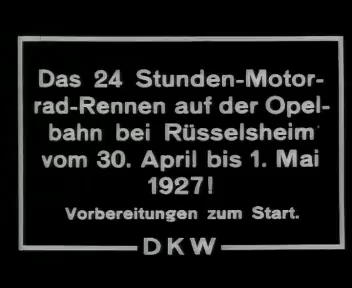 Das 24 Stunden-Motor-
rad-Rennen auf der Opel-
bahn bei Rüsselsheim
vom 30. April bis 1. Mai
1927!
Vorbereitungen zum Start.
DKW